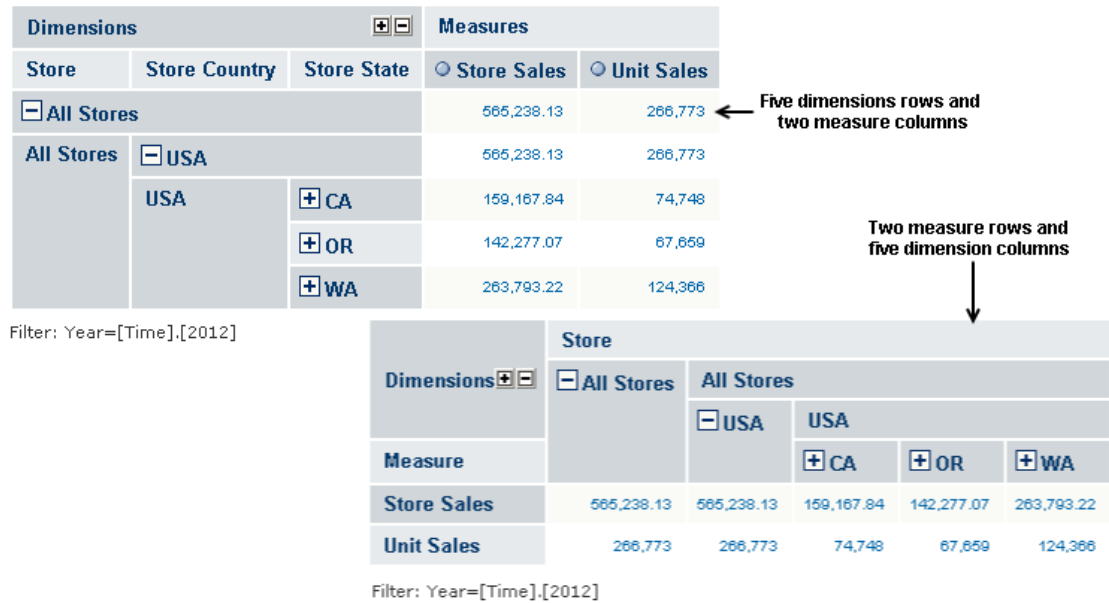 Dimensions Measures
Store Store Country Store State Store Sales Unit Sales
All Stores 565,238.13 266,773
All Stores USA 565,238.13 266,773
USA CA 159,167.84 74,748
OR 142,277.07 67,659
WA 263,793.22 124,366
Filter: Year=[Time].[2012]
Five dimensions rows and
two measure columns
Two measure rows and
five dimension columns
Store
Dimensions All Stores All Stores
USA USA
Measure CA OR WA
Store Sales 565,238.13 565,238.13 159,167.84 142,277.07 263,793.22
Unit Sales 266,773 266,773 74,748 67,659 124,366
Filter: Year=[Time].[2012]